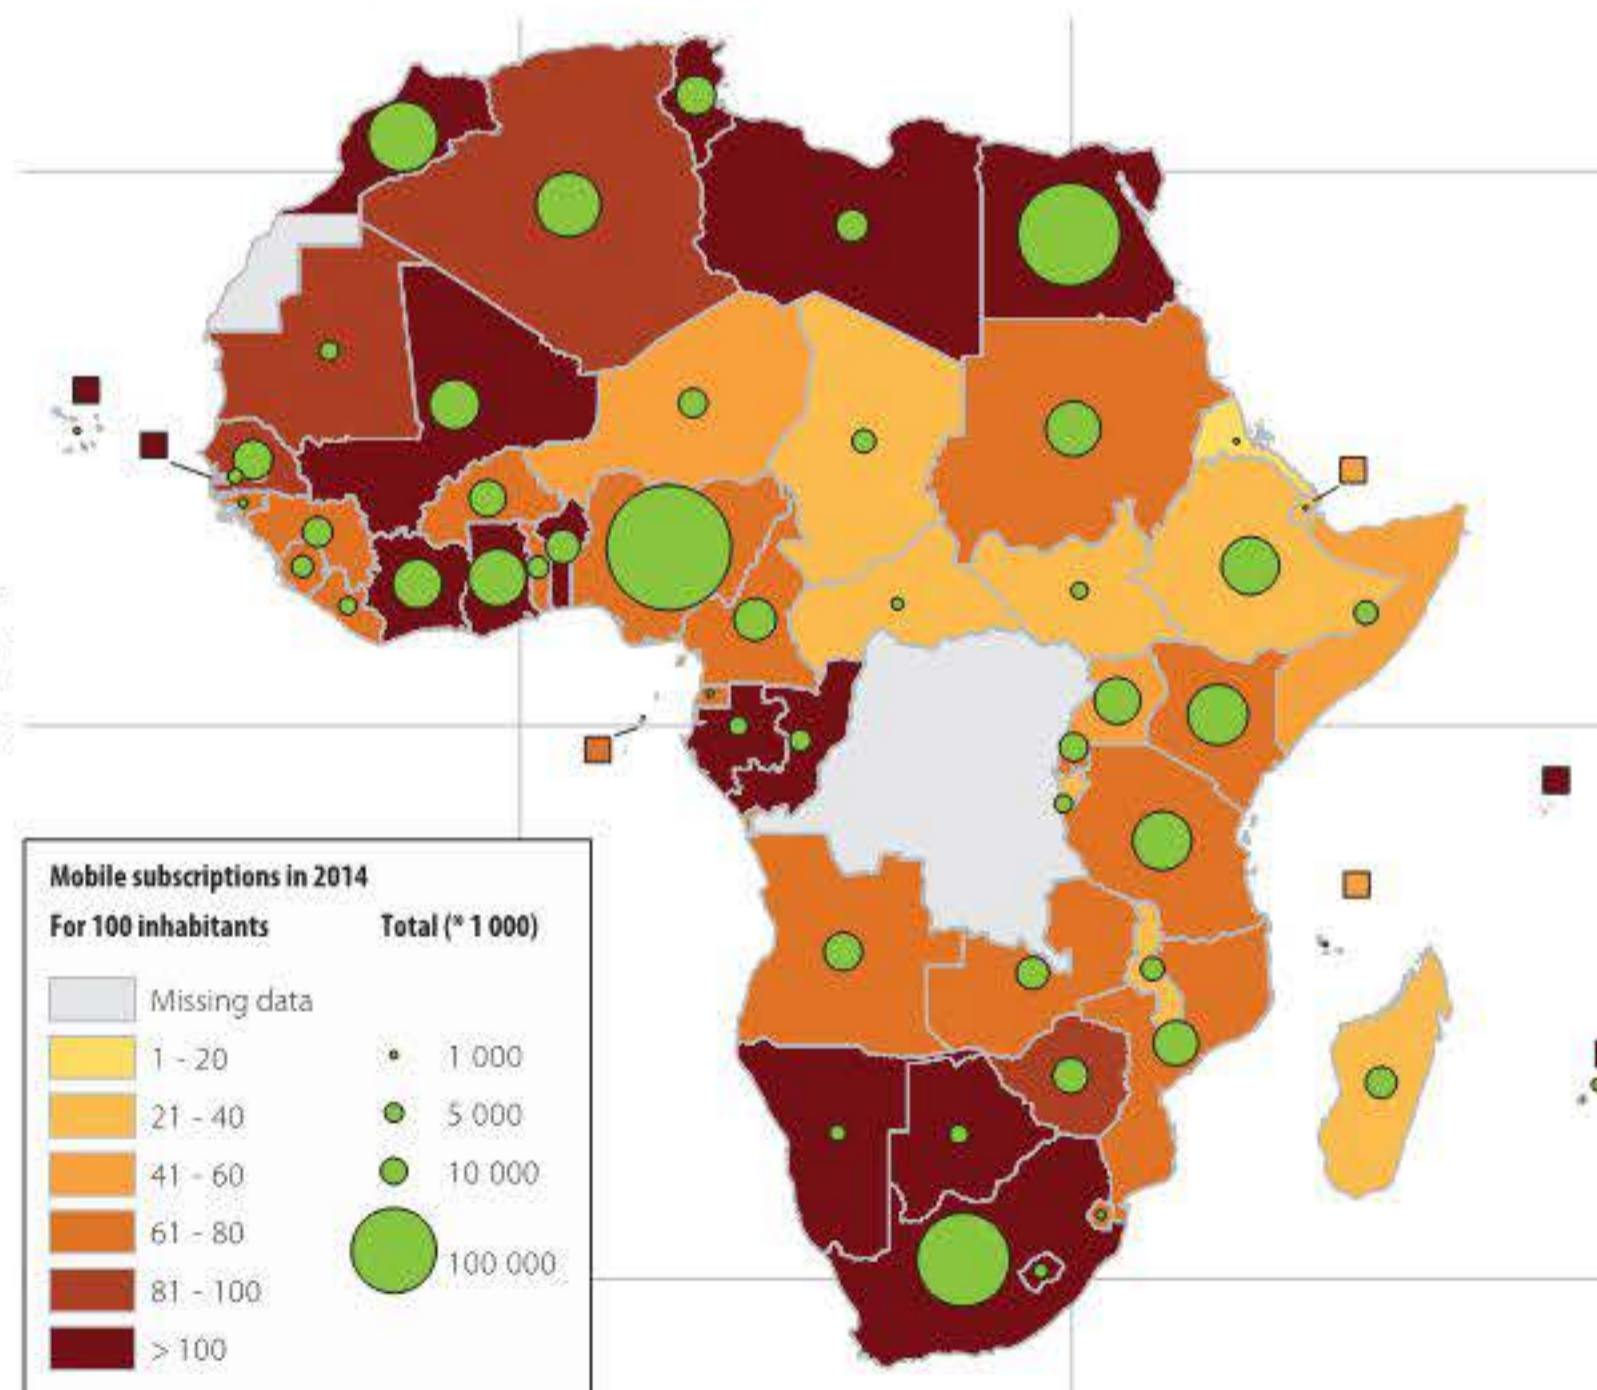 Mobile subscriptions in 2014
For 100 inhabitants Total (* 1 000)
Missing data
1 - 20 1 000
21 - 40 5 000
41 - 60 10 000
61 - 80
100 000
81 - 100
> 100